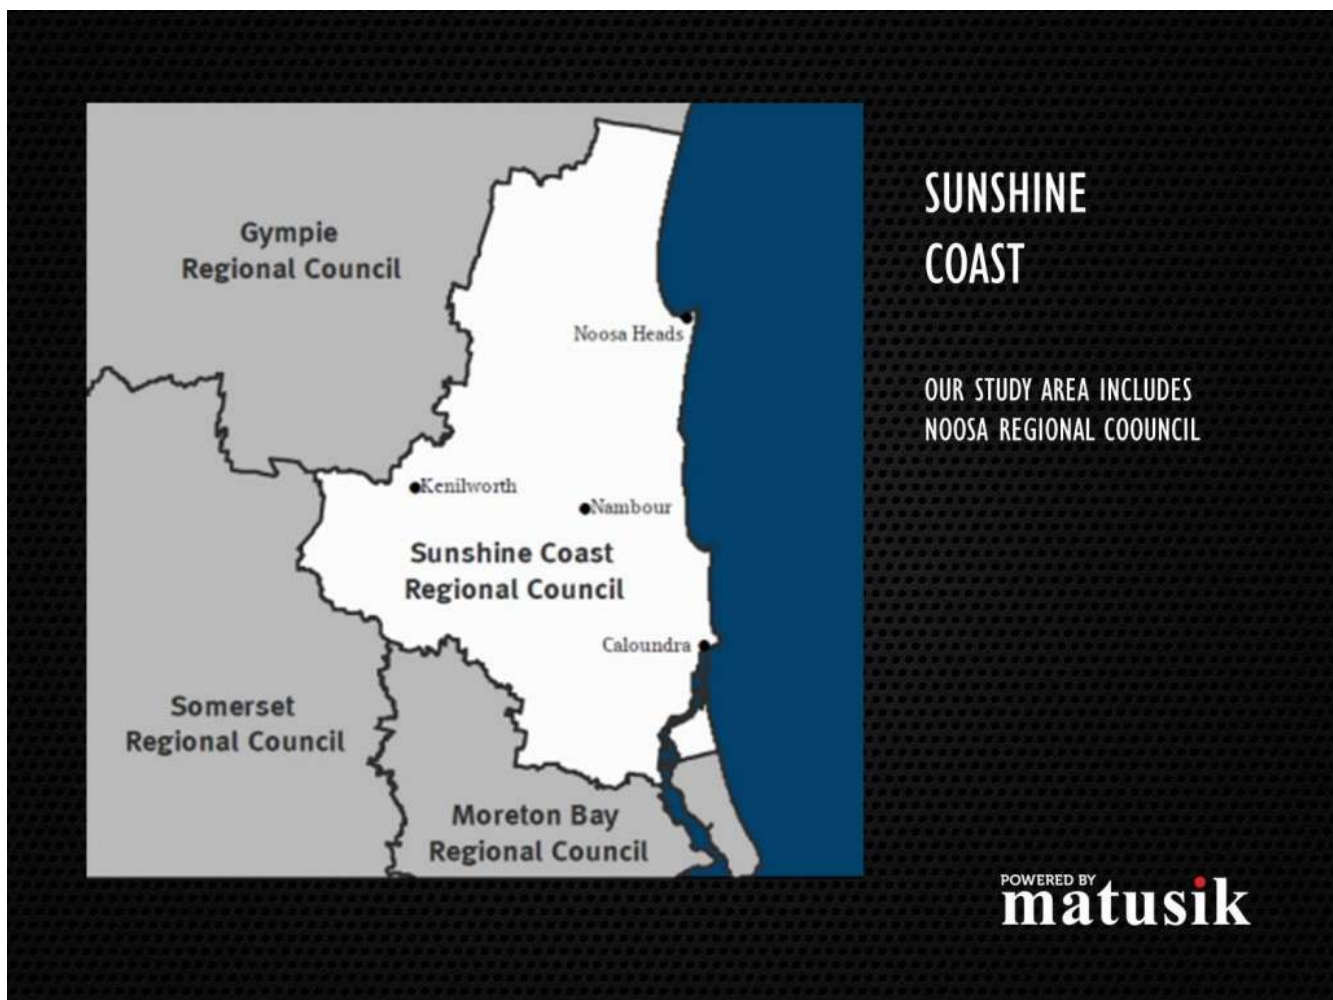 SUNSHINE
COAST
OUR STUDY AREA INCLUDES
NOOSA REGIONAL COOUNCIL
Gympie
Regional Council
Noosa Heads
Kenilworth
Nambour
Sunshine Coast
Regional Council
Caloundra
Somerset
Regional Council
Moreton Bay
Regional Council
POWERED BY
matusik